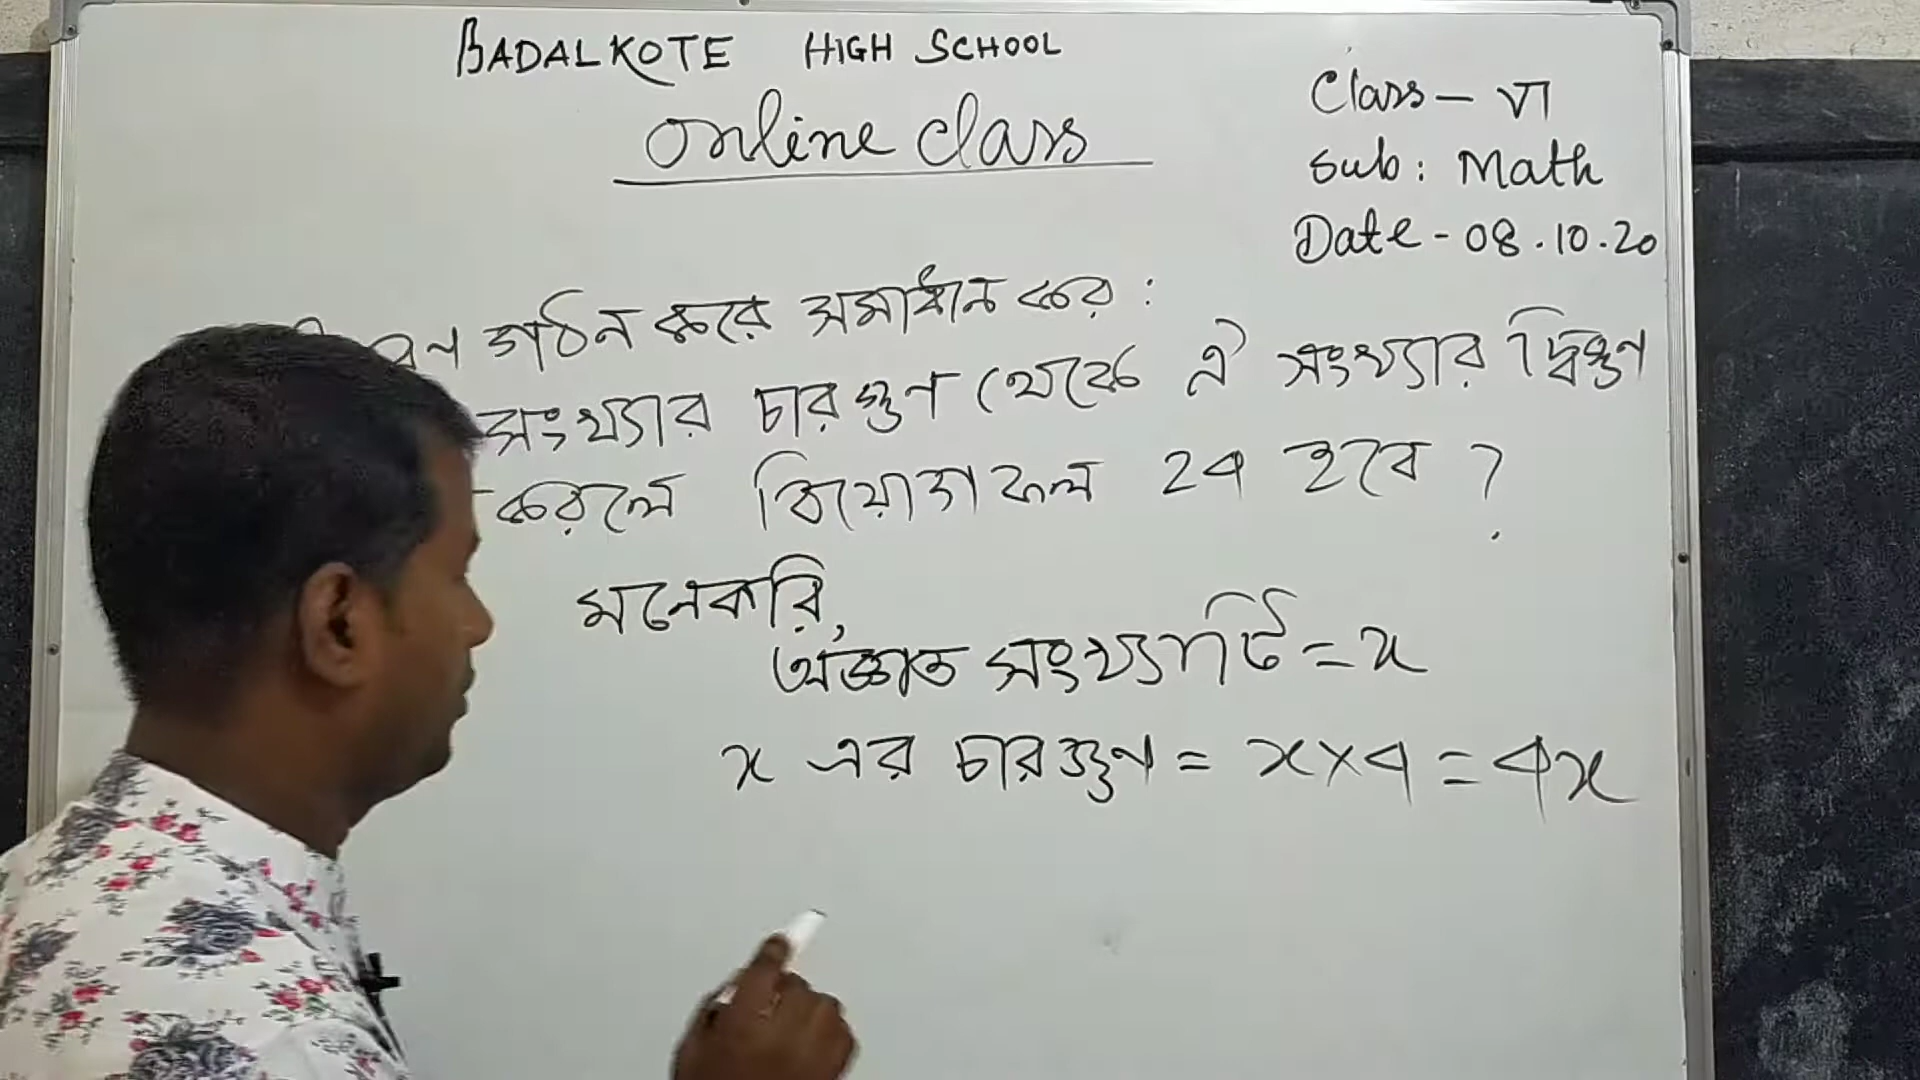 BADALKOTE HIGH SCHOOL
Online Class
Class - VI
Sub: Math
Date - 08.10.20
গঠন করে সমাধান করো :
সংখ্যার চারগুণ থেকে ঐ সংখ্যার দ্বিগুণ
করলে বিয়োগফল 24 হবে ?
মনেকরি,
অজ্ঞাত সংখ্যাটি = x
x এর চারগুণ = x×4 = 4x